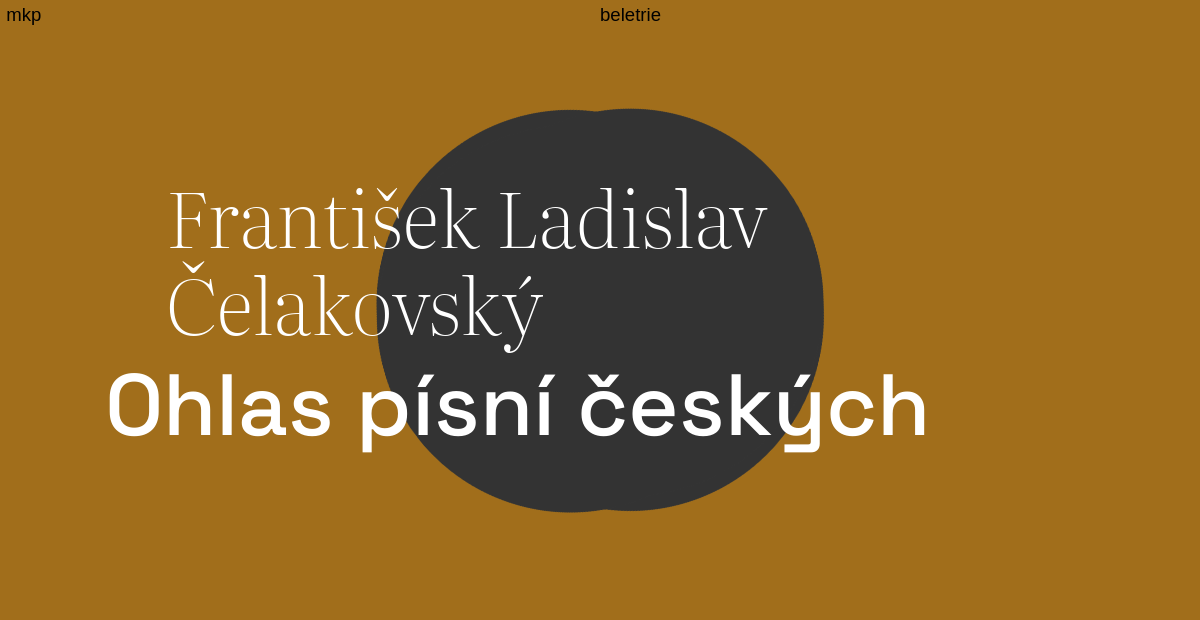 mkp
beletrie
František Ladislav
Čelakovský
Ohlas písní českých